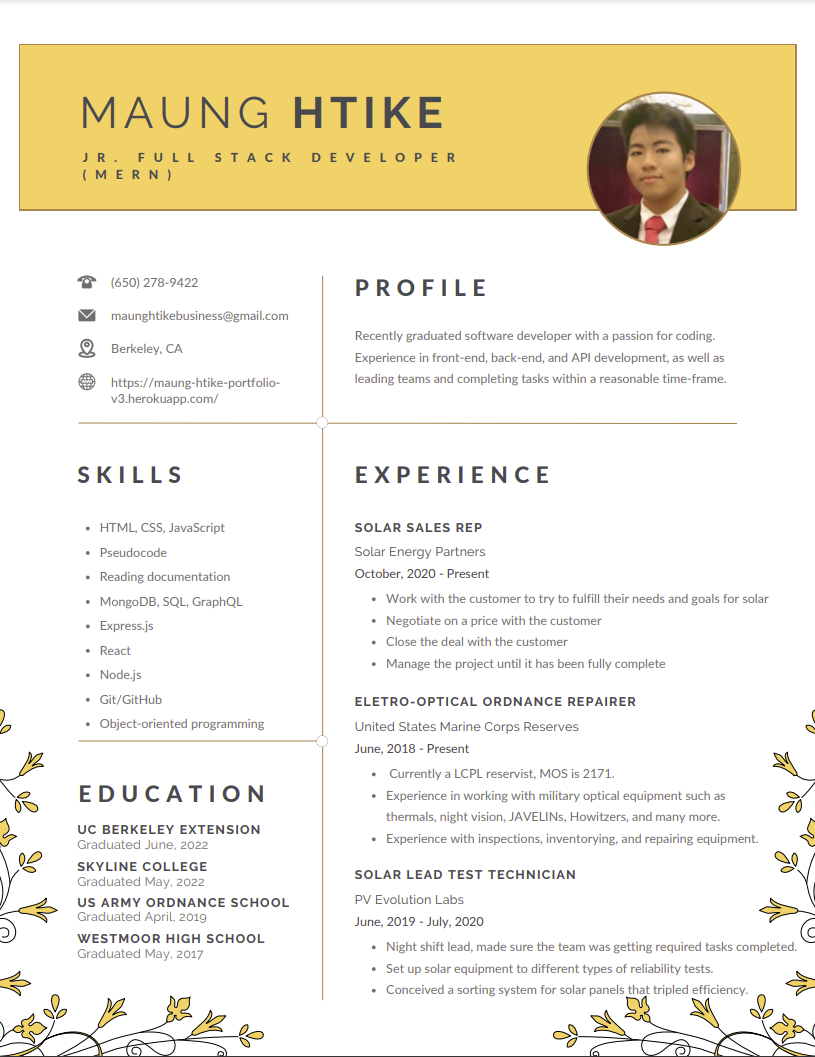 MAUNG HTIKE
JR. FULL STACK DEVELOPER
(MERN)
(650) 278-9422
maunghtikebusiness@gmail.com
Berkeley, CA
https://maung-htike-portfolio-
v3.herokuapp.com/
PROFILE
Recently graduated software developer with a passion for coding.
Experience in front-end, back-end, and API development, as well as
leading teams and completing tasks within a reasonable time-frame.
SKILLS
• HTML, CSS, JavaScript
• Pseudocode
• Reading documentation
• MongoDB, SQL, GraphQL
• Express.js
• React
• Node.js
• Git/GitHub
• Object-oriented programming
EDUCATION
UC BERKELEY EXTENSION
Graduated June, 2022
SKYLINE COLLEGE
Graduated May, 2022
US ARMY ORDNANCE SCHOOL
Graduated April, 2019
WESTMOOR HIGH SCHOOL
Graduated May, 2017
EXPERIENCE
SOLAR SALES REP
Solar Energy Partners
October, 2020 - Present
• Work with the customer to try to fulfill their needs and goals for solar
• Negotiate on a price with the customer
• Close the deal with the customer
• Manage the project until it has been fully complete
ELETRO-OPTICAL ORDNANCE REPAIRER
United States Marine Corps Reserves
June, 2018 - Present
• Currently a LCPL reservist, MOS is 2171.
• Experience in working with military optical equipment such as
thermals, night vision, JAVELINs, Howitzers, and many more.
• Experience with inspections, inventorying, and repairing equipment.
SOLAR LEAD TEST TECHNICIAN
PV Evolution Labs
June, 2019 - July, 2020
• Night shift lead, made sure the team was getting required tasks completed.
• Set up solar equipment to different types of reliability tests.
• Conceived a sorting system for solar panels that tripled efficiency.